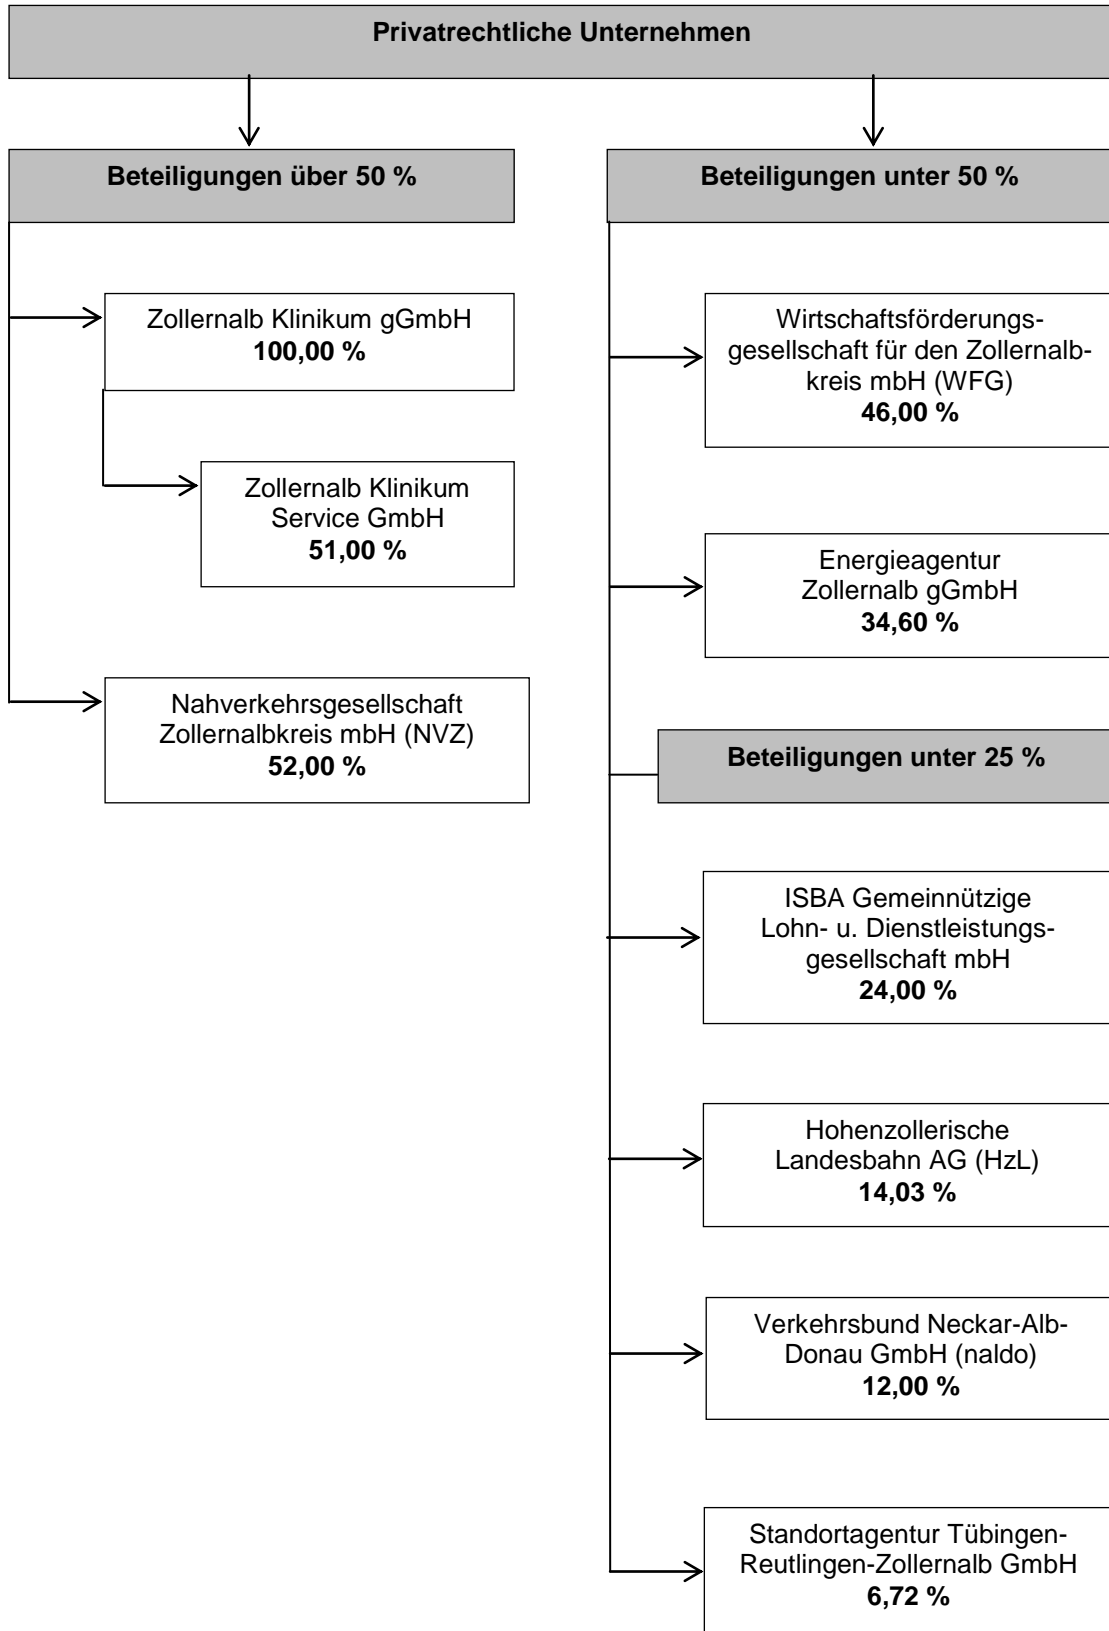 Privatrechtliche Unternehmen
Beteiligungen über 50 %
Zollernalb Klinikum gGmbH
100,00 %
Zollernalb Klinikum
Service GmbH
51,00 %
Nahverkehrsgesellschaft
Zollernalbkreis mbH (NVZ)
52,00 %
Beteiligungen unter 50 %
Wirtschaftsförderungs-
gesellschaft für den Zollernalb-
kreis mbH (WFG)
46,00 %
Energieagentur
Zollernalb gGmbH
34,60 %
Beteiligungen unter 25 %
ISBA Gemeinnützige
Lohn- u. Dienstleistungs-
gesellschaft mbH
24,00 %
Hohenzollerische
Landesbahn AG (HzL)
14,03 %
Verkehrsbund Neckar-Alb-
Donau GmbH (naldo)
12,00 %
Standortagentur Tübingen-
Reutlingen-Zollernalb GmbH
6,72 %